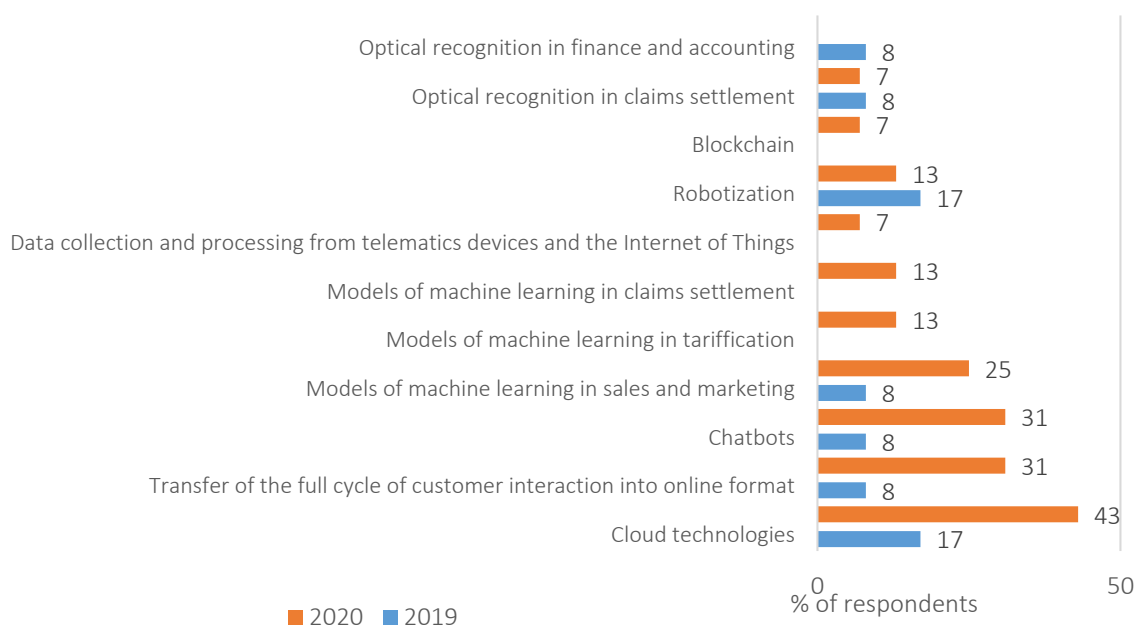 Optical recognition in finance and accounting
8
7
Optical recognition in claims settlement
8
7
Blockchain
13
Robotization
17
7
Data collection and processing from telematics devices and the Internet of Things
13
Models of machine learning in claims settlement
13
Models of machine learning in tariffication
25
Models of machine learning in sales and marketing
8
31
Chatbots
8
31
Transfer of the full cycle of customer interaction into online format
8
43
Cloud technologies
17
0 50
% of respondents
2020 2019